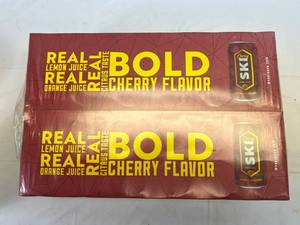 REAL
LEMON JUICE
REAL
ORANGE JUICE
REAL
CITRUS TASTE
BOLD
CHERRY FLAVOR
SKI
REAL
LEMON JUICE
REAL
ORANGE JUICE
REAL
CITRUS TASTE
BOLD
CHERRY FLAVOR
SKI